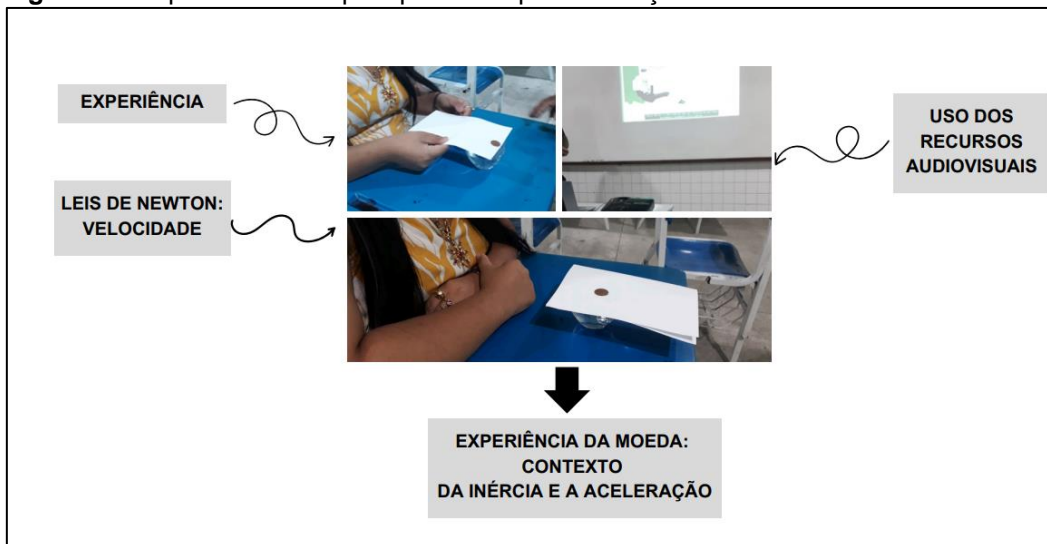 EXPERIÊNCIA
LEIS DE NEWTON:
VELOCIDADE
USO DOS
RECURSOS
AUDIOVISUAIS
EXPERIÊNCIA DA MOEDA:
CONTEXTO
DA INÉRCIA E A ACELERAÇÃO